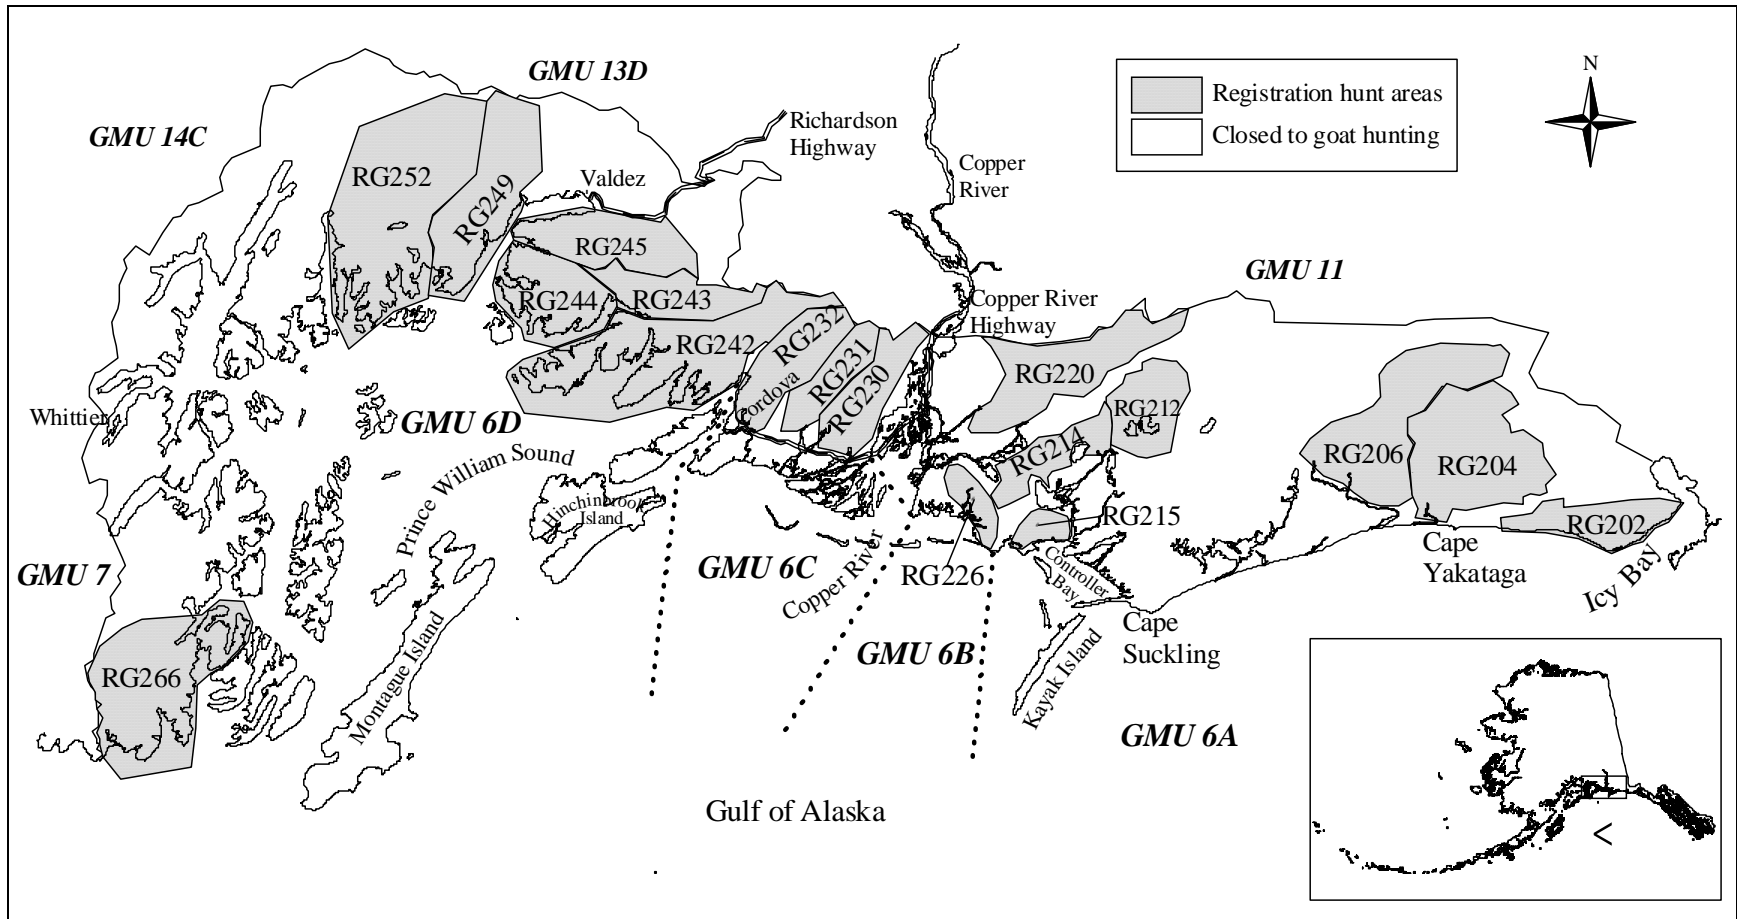 GMU 13D
GMU 14C
Richardson
Highway
Valdez
Copper
River
N
Registration hunt areas
Closed to goat hunting
RG252
RG249
RG245
RG244
RG243
RG242
RG232
RG231
RG230
Cordova
Copper River
Highway
GMU 11
RG220
RG212
RG214
RG206
RG204
RG202
Whittier
GMU 6D
Prince William Sound
Hinchinbrook
Island
GMU 7
RG266
Montague Island
GMU 6C
Copper River
RG226
RG215
Controller
Bay
Cape
Suckling
Kayak Island
GMU 6B
GMU 6A
Cape
Yakataga
Icy Bay
Gulf of Alaska